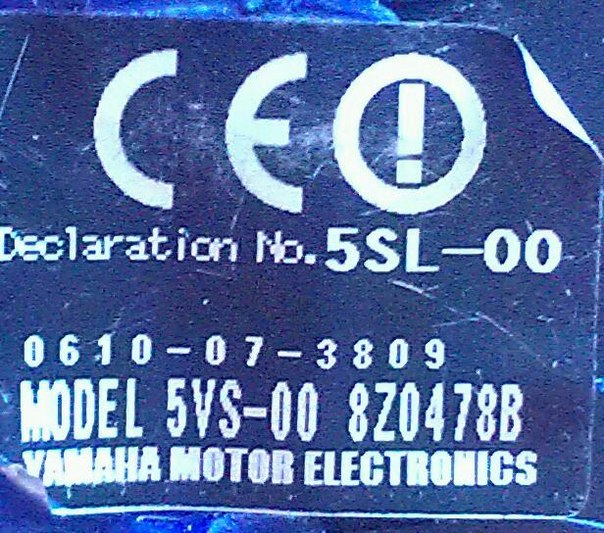 CE
Declaration No.5SL-00
0610-07-3809
MODEL 5VS-00 8Z0478B
YAMAHA MOTOR ELECTRONICS